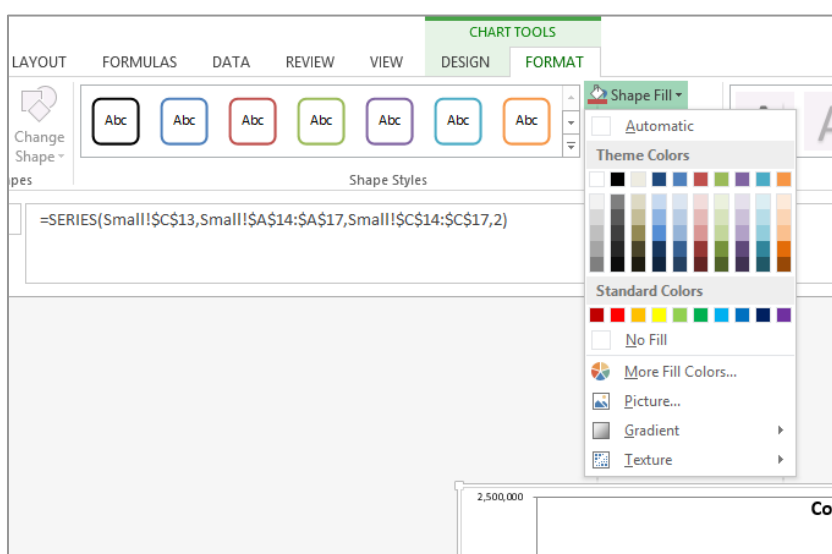 CHART TOOLS
LAYOUT FORMULAS DATA REVIEW VIEW DESIGN FORMAT
Abc Abc Abc Abc Abc Abc Abc
Shape Fill
Change
Shape
pes
Shape Styles
Automatic
Theme Colors
=SERIES(Small!$C$13,Small!$A$14:$A$17,Small!$C$14:$C$17,2)
Standard Colors
No Fill
More Fill Colors...
Picture...
Gradient
Texture
2,500,000
Co